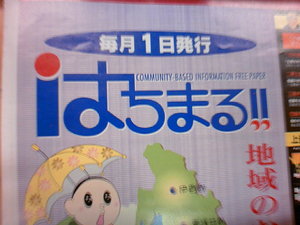 毎月1日発行
COMMUNITY-BASED INFORMATION FREE PAPER
はちまる!!
地域の